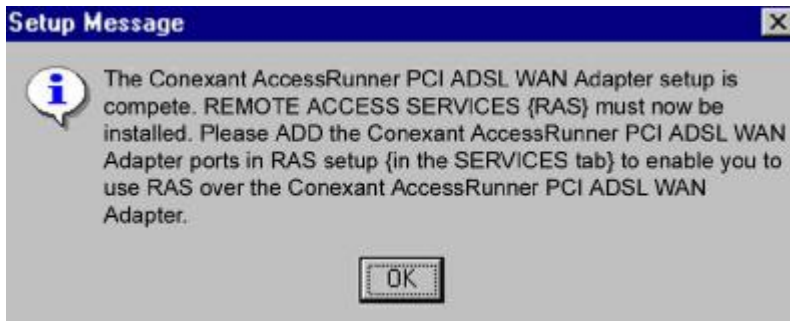 Setup Message
The Conexant AccessRunner PCI ADSL WAN Adapter setup is
compete. REMOTE ACCESS SERVICES {RAS} must now be
installed. Please ADD the Conexant AccessRunner PCI ADSL WAN
Adapter ports in RAS setup {in the SERVICES tab} to enable you to
use RAS over the Conexant AccessRunner PCI ADSL WAN
Adapter.
OK